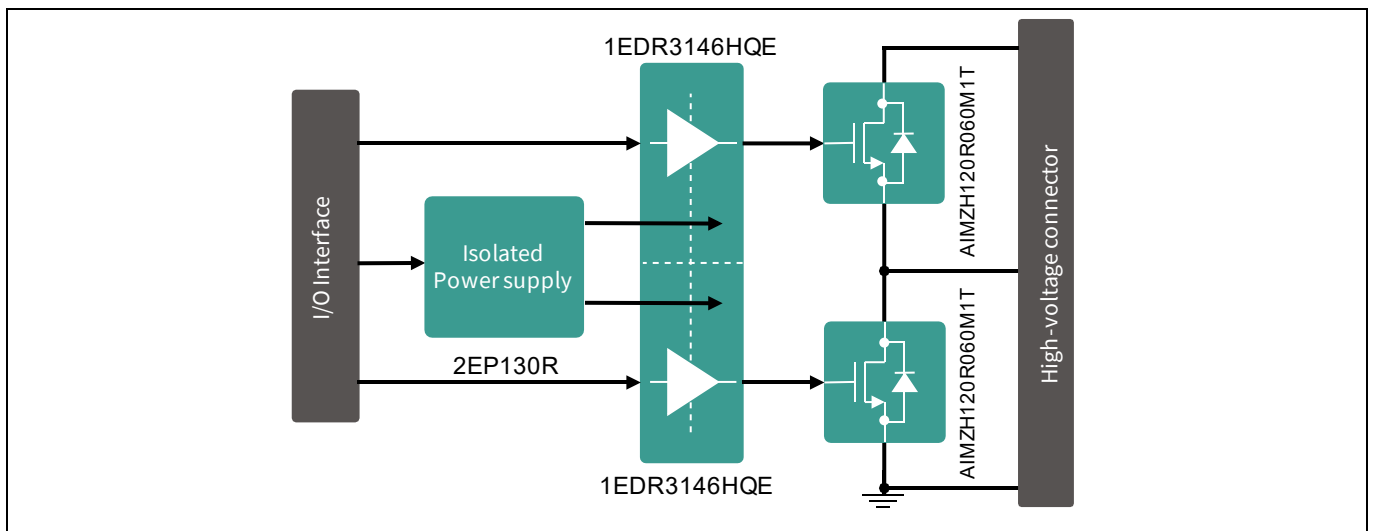 1EDR3146HQE
I/O Interface
Isolated
Power supply
2EP130R
1EDR3146HQE
AIMZH120R060M1T
AIMZH120R060M1T
High-voltage connector